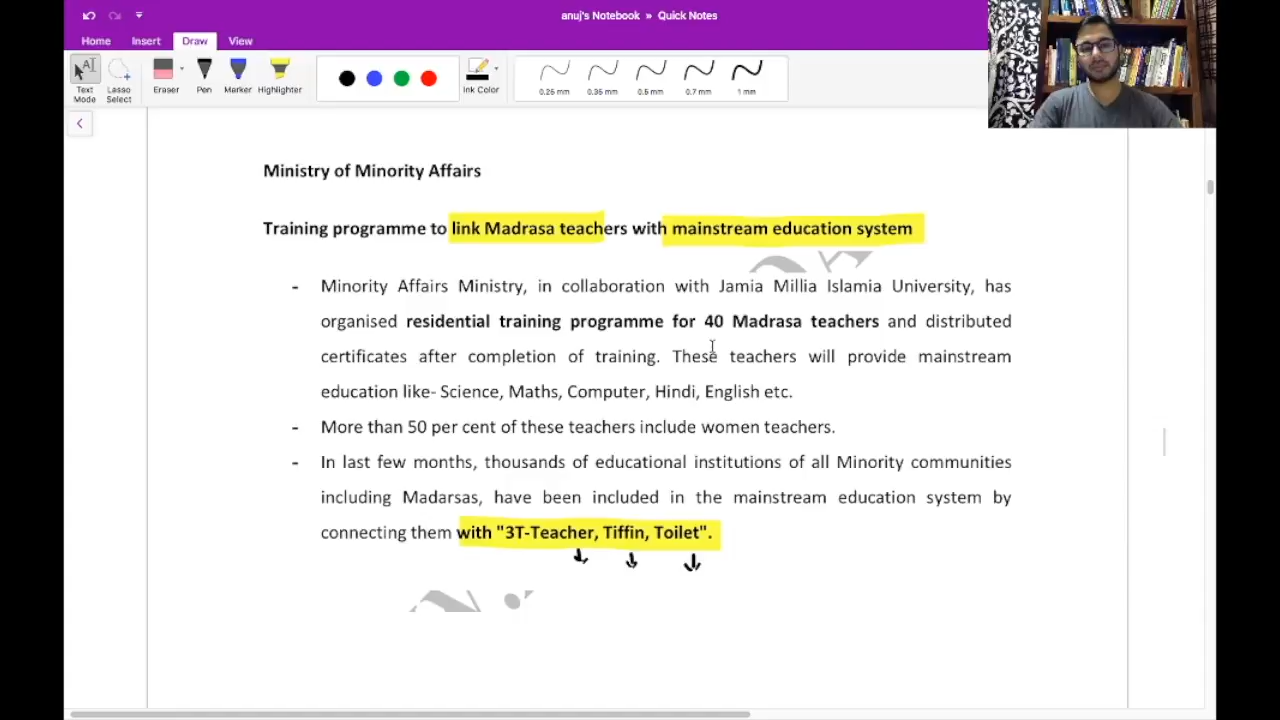 anuj's Notebook » Quick Notes
Home Insert Draw View
Text Mode
Lasso Select
Eraser
Pen
Marker
Highlighter
Ink Color
0.25 mm
0.35 mm
0.5 mm
0.7 mm
1 mm
Ministry of Minority Affairs
Training programme to link Madrasa teachers with mainstream education system
- Minority Affairs Ministry, in collaboration with Jamia Millia Islamia University, has
organised residential training programme for 40 Madrasa teachers and distributed
certificates after completion of training. These teachers will provide mainstream
education like- Science, Maths, Computer, Hindi, English etc.
- More than 50 per cent of these teachers include women teachers.
- In last few months, thousands of educational institutions of all Minority communities
including Madarsas, have been included in the mainstream education system by
connecting them with "3T-Teacher, Tiffin, Toilet".